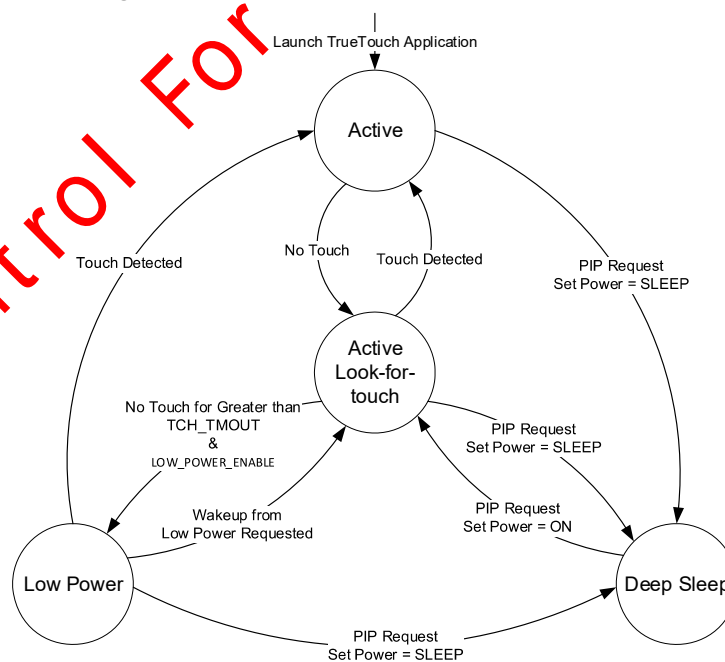 Launch TrueTouch Application
For
Active
trol
No Touch
Touch Detected
Touch Detected
PIP Request
Set Power = SLEEP
Active
Look-for-
touch
No Touch for Greater than
TCH_TMOUT
&
LOW_POWER_ENABLE
PIP Request
Set Power = SLEEP
Wakeup from
Low Power Requested
PIP Request
Set Power = ON
Low Power
Deep Sleep
PIP Request
Set Power = SLEEP